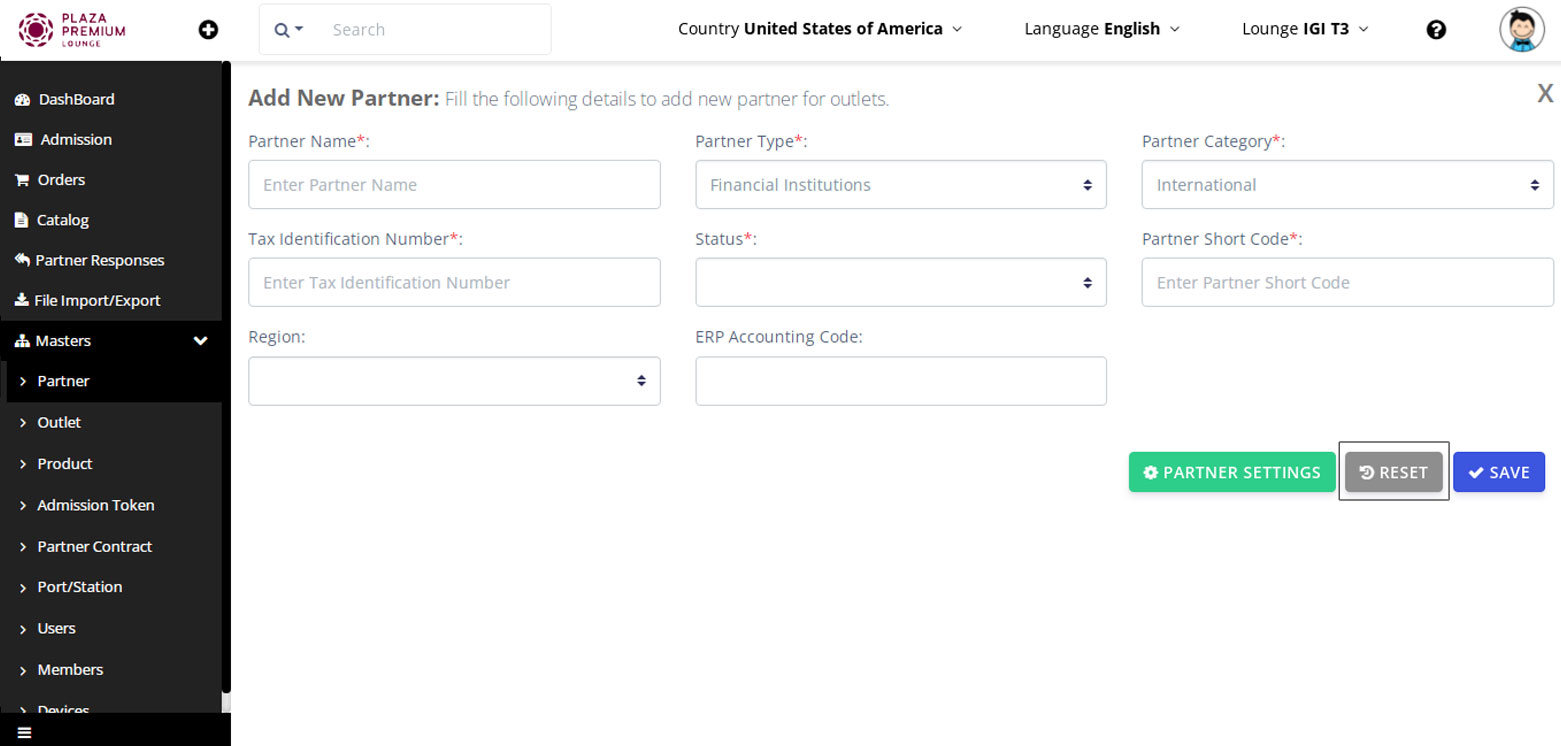 PLAZA
PREMIUM
LOUNGE
Search
Country United States of America
Language English
Lounge IGI T3
DashBoard
Admission
Orders
Catalog
Partner Responses
File Import/Export
Masters
Partner
Outlet
Product
Admission Token
Partner Contract
Port/Station
Users
Members
Devices
Add New Partner: Fill the following details to add new partner for outlets.
X
Partner Name*:
Partner Type*:
Partner Category*:
Enter Partner Name
Financial Institutions
International
Tax Identification Number*:
Status*:
Partner Short Code*:
Enter Tax Identification Number
Enter Partner Short Code
Region:
ERP Accounting Code:
PARTNER SETTINGS
RESET
SAVE